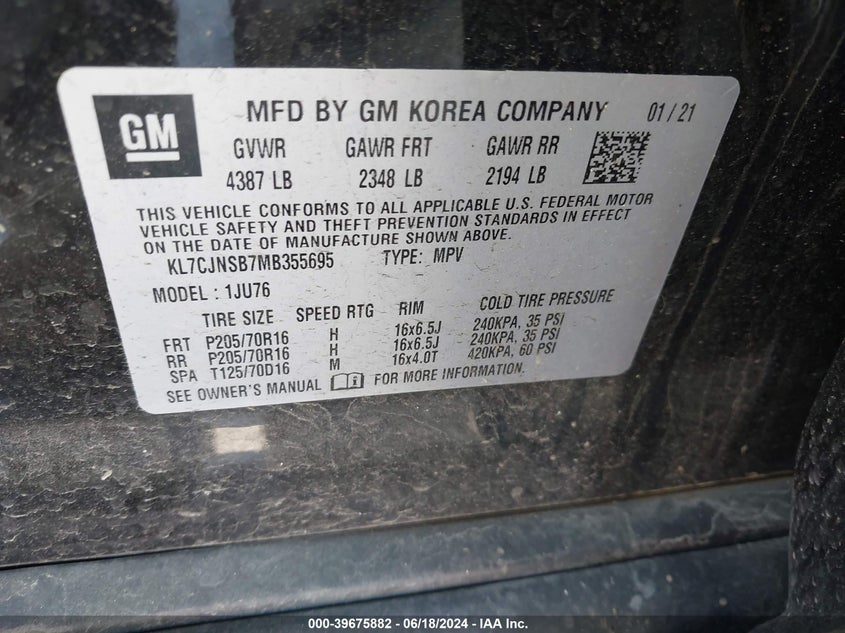 GM
MFD BY GM KOREA COMPANY 01/21
GVWR GAWR FRT GAWR RR
4387 LB 2348 LB 2194 LB
THIS VEHICLE CONFORMS TO ALL APPLICABLE U.S. FEDERAL MOTOR
VEHICLE SAFETY AND THEFT PREVENTION STANDARDS IN EFFECT
ON THE DATE OF MANUFACTURE SHOWN ABOVE.
KL7CJNSB7MB355695 TYPE: MPV
MODEL : 1JU76
TIRE SIZE SPEED RTG RIM COLD TIRE PRESSURE
FRT P205/70R16 H 16x6.5J 240KPA, 35 PSI
RR P205/70R16 H 16x6.5J 240KPA, 35 PSI
SPA T125/70D16 M 16x4.0T 420KPA, 60 PSI
SEE OWNER'S MANUAL FOR MORE INFORMATION.
000-39675882 - 06/18/2024 - IAA Inc.